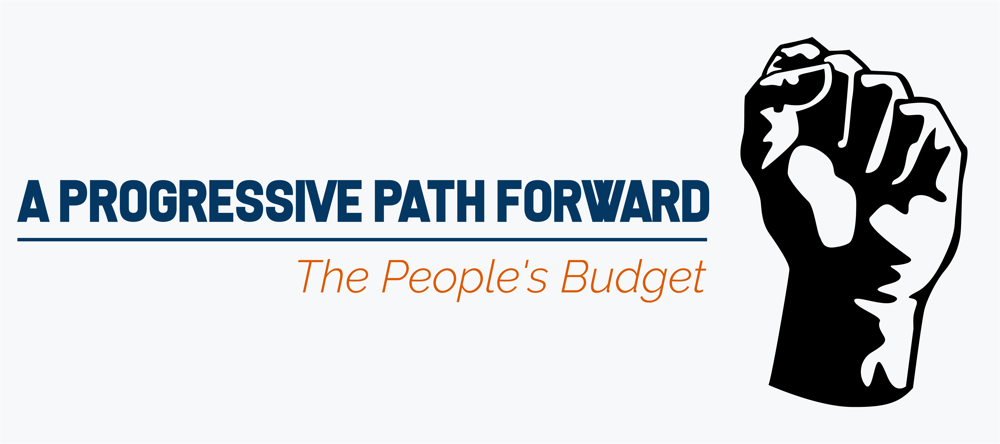 A PROGRESSIVE PATH FORWARD
The People's Budget